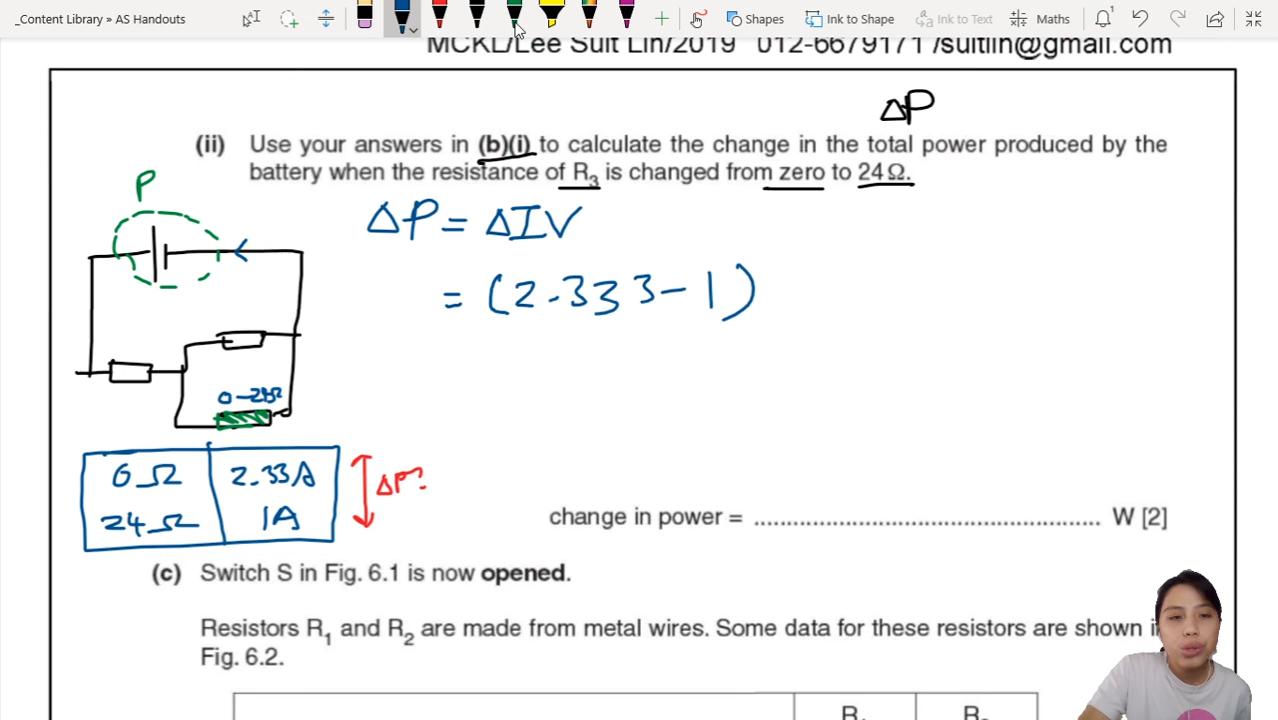 _Content Library » AS Handouts
Shapes
Ink to Shape
Ink to Text
Maths
MCKL/Lee Suit Lin/2019 012-6679171 /suitlin@gmail.com
ΔP
(ii) Use your answers in (b)(i) to calculate the change in the total power produced by the
battery when the resistance of R3 is changed from zero to 24 Ω.
P
ΔP = ΔIV
= (2.333 - 1)
0-24Ω
0Ω 2.33A
24Ω 1A
ΔP?
change in power = ................................................ W [2]
(c) Switch S in Fig. 6.1 is now opened.
Resistors R1 and R2 are made from metal wires. Some data for these resistors are shown
Fig. 6.2.